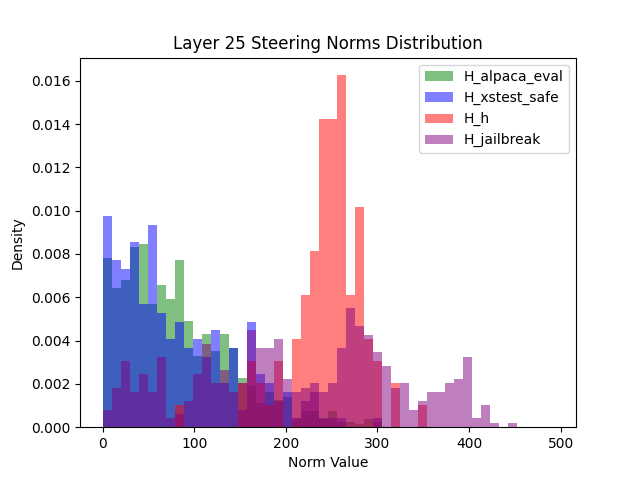 Layer 25 Steering Norms Distribution
H_alpaca_eval
H_xstest_safe
H_h
H_jailbreak
Density
0.016
0.014
0.012
0.010
0.008
0.006
0.004
0.002
0.000
0 100 200 300 400 500
Norm Value